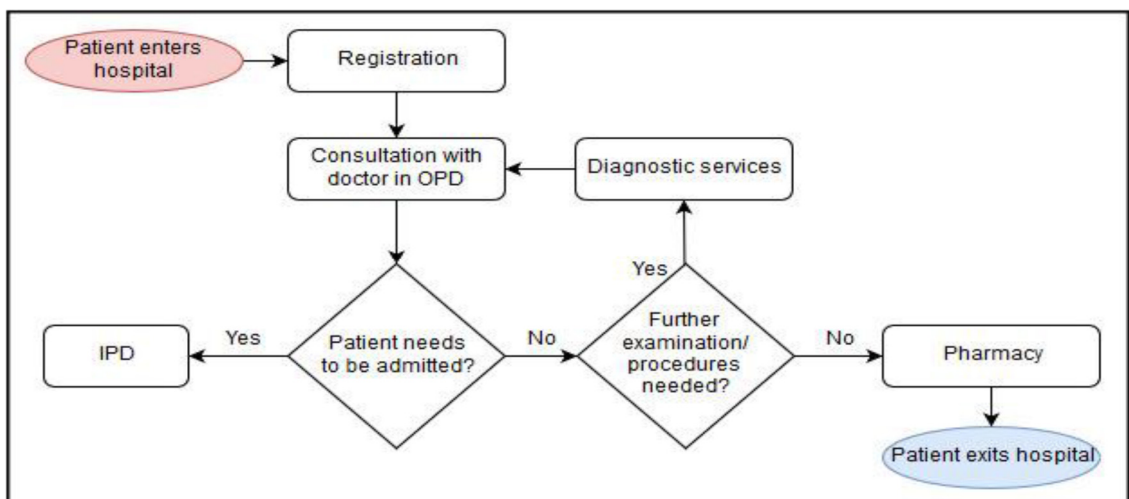 Patient enters
hospital
Registration
Consultation with
doctor in OPD
Diagnostic services
Yes
Yes
No
No
IPD
Patient needs
to be admitted?
Further
examination/
procedures
needed?
Pharmacy
Patient exits hospital